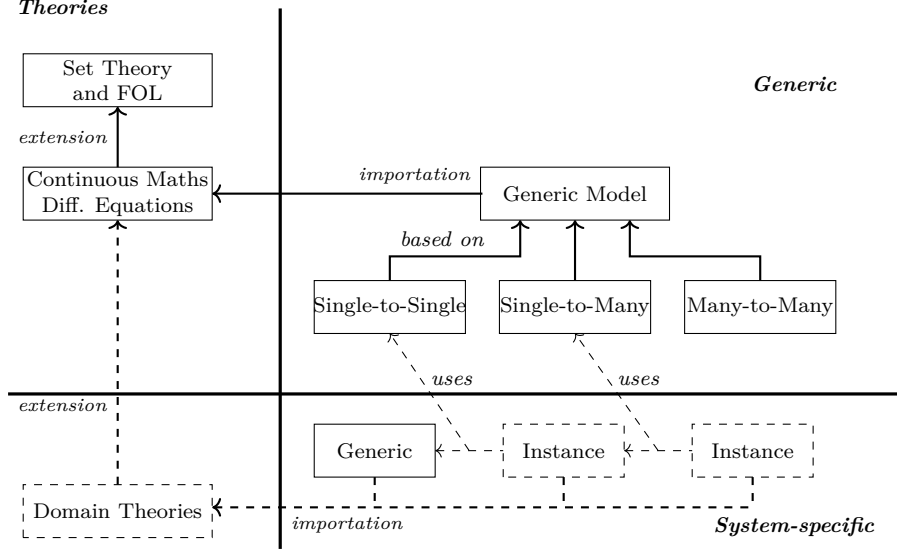 Theories
Set Theory
and FOL
Generic
extension
Continuous Maths
Diff. Equations
importation
Generic Model
based on
Single-to-Single
Single-to-Many
Many-to-Many
uses
uses
extension
Generic
Instance
Instance
Domain Theories
importation
System-specific